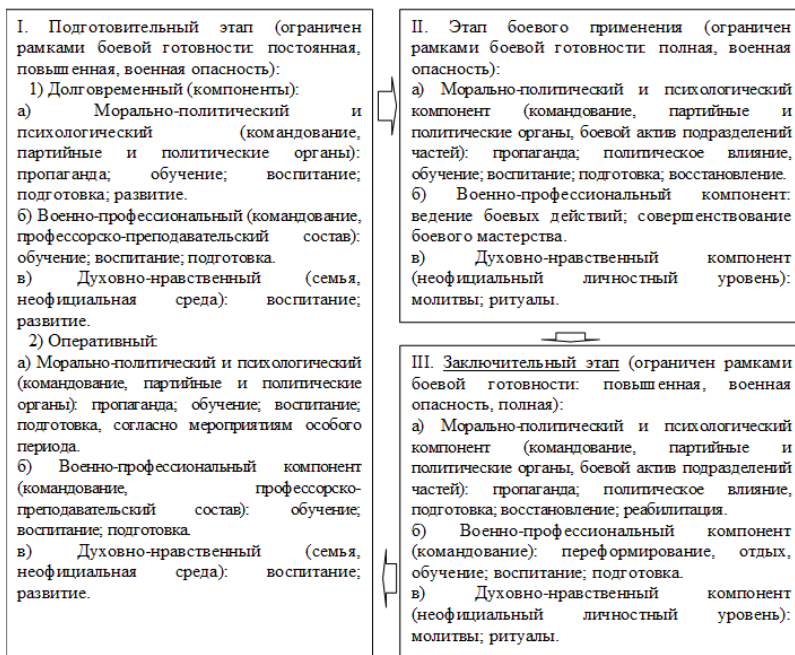 I. Подготовительный этап (ограничен
рамками боевой готовности: постоянная,
повышенная, военная опасность):
1) Долговременный (компоненты):
а) Морально-политический и
психологический (командование,
партийные и политические органы):
пропаганда; обучение; воспитание;
подготовка; развитие.
б) Военно-профессиональный (командование,
профессорско-преподавательский состав):
обучение; воспитание; подготовка.
в) Духовно-нравственный (семья,
неофициальная среда): воспитание;
развитие.
2) Оперативный:
а) Морально-политический и психологический
(командование, партийные и политические
органы): пропаганда; обучение; воспитание;
подготовка, согласно мероприятиям особого
периода.
б) Военно-профессиональный компонент
(командование, профессорско-
преподавательский состав): обучение;
воспитание; подготовка.
в) Духовно-нравственный (семья,
неофициальная среда): воспитание;
развитие.
II. Этап боевого применения (ограничен
рамками боевой готовности: полная, военная
опасность):
а) Морально-политический и психологический
компонент (командование, партийные и
политические органы, боевой актив подразделений
частей): пропаганда; политическое влияние,
обучение; воспитание; подготовка; восстановление.
б) Военно-профессиональный компонент:
ведение боевых действий; совершенствование
боевого мастерства.
в) Духовно-нравственный компонент
(неофициальный личностный уровень):
молитвы; ритуалы.
III. Заключительный этап (ограничен рамками
боевой готовности: повышенная, военная
опасность, полная):
а) Морально-политический и психологический
компонент (командование, партийные и
политические органы, боевой актив подразделений
частей): пропаганда; политическое влияние,
подготовка; восстановление; реабилитация.
б) Военно-профессиональный компонент
(командование): переформирование, отдых,
обучение; воспитание; подготовка.
в) Духовно-нравственный компонент
(неофициальный личностный уровень):
молитвы; ритуалы.